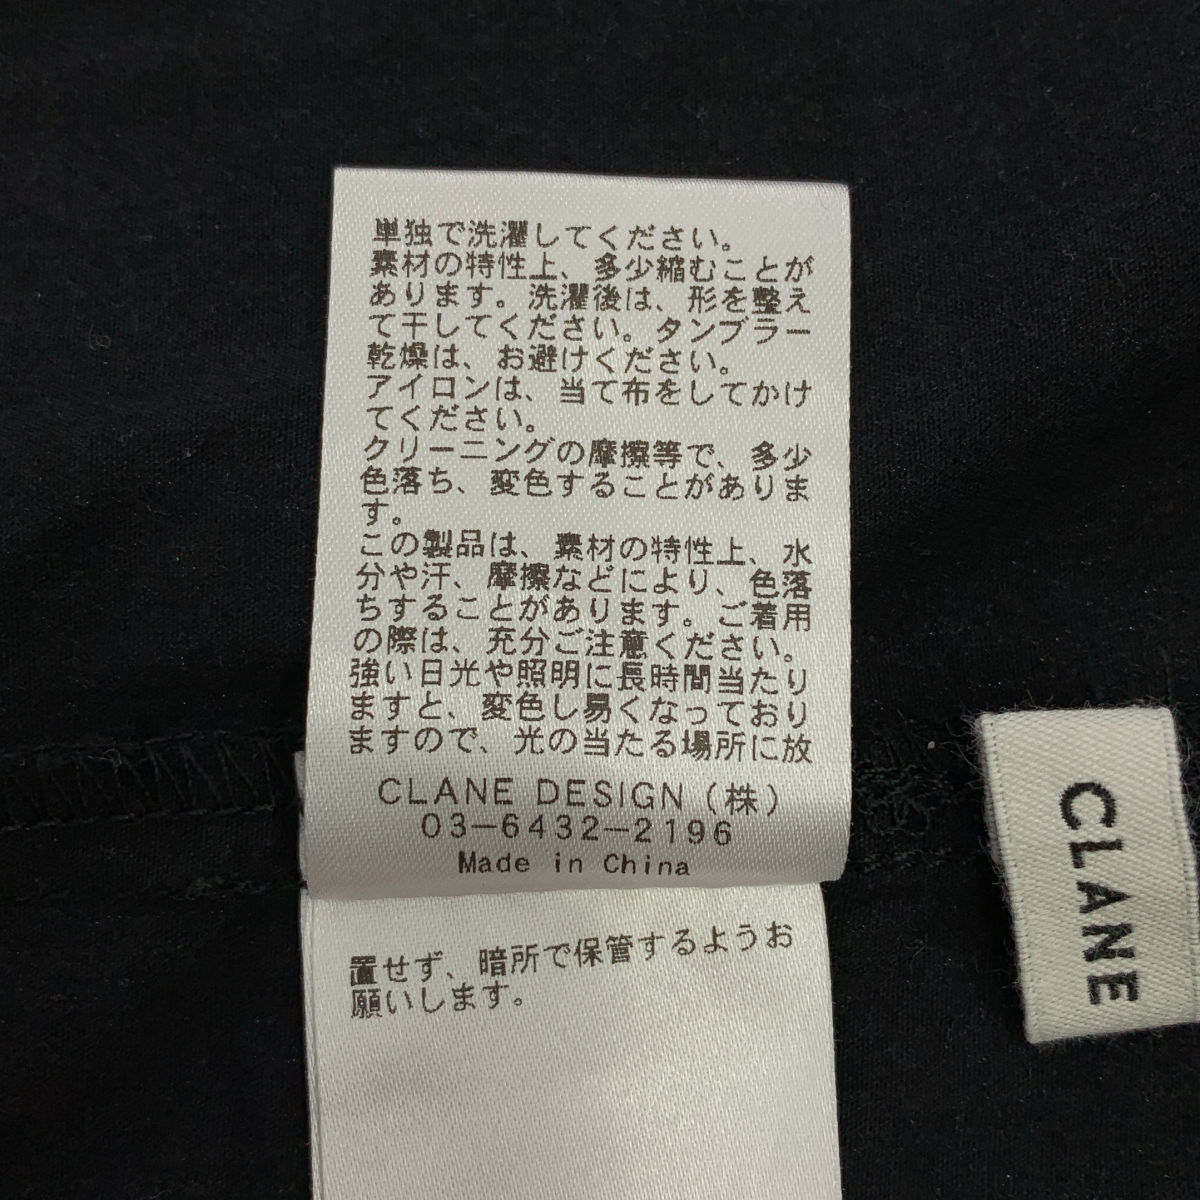 単独で洗濯してください。
素材の特性上、多少縮むことが
あります。洗濯後は、形を整え
て干してください。タンブラー
乾燥は、お避けください。
アイロンは、当て布をしてかけ
てください。
クリーニングの摩擦等で、多少
色落ち、変色することがありま
す。
この製品は、素材の特性上、水
分や汗、摩擦などにより、色落
ちすることがあります。ご着用
の際は、充分ご注意ください。
強い日光や照明に長時間当たり
ますと、変色し易くなっており
ますので、光の当たる場所に放
CLANE DESIGN（株）
03-6432-2196
Made in China
置せず、暗所で保管するようお
願いします。
CLANE